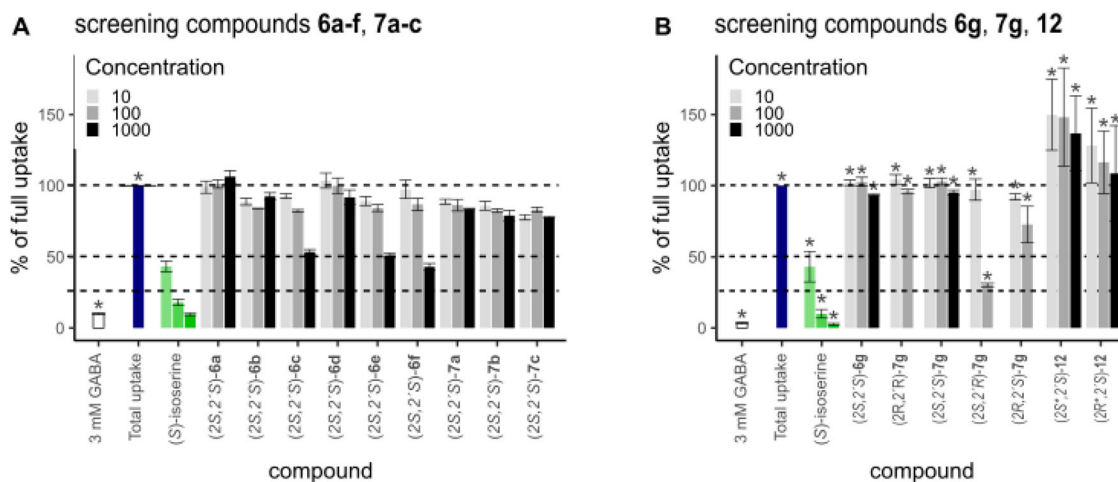 A screening compounds 6a-f, 7a-c
Concentration
10
100
1000
150
100
50
0
% of full uptake
* * 
3 mM GABA
Total uptake
(S)-isoserine
(2S,2´S)-6a
(2S,2´S)-6b
(2S,2´S)-6c
(2S,2´S)-6d
(2S,2´S)-6e
(2S,2´S)-6f
(2S,2´S)-7a
(2S,2´S)-7b
(2S,2´S)-7c
compound
B screening compounds 6g, 7g, 12
Concentration
10
100
1000
150
100
50
0
% of full uptake
* * * * * * * * * * * * * * * * * * * * *
3 mM GABA
Total uptake
(S)-isoserine
(2S,2´S)-6g
(2R,2´R)-7g
(2S,2´S)-7g
(2S,2´R)-7g
(2R,2´S)-7g
(2S*,2´S)-12
(2R*,2´S)-12
compound